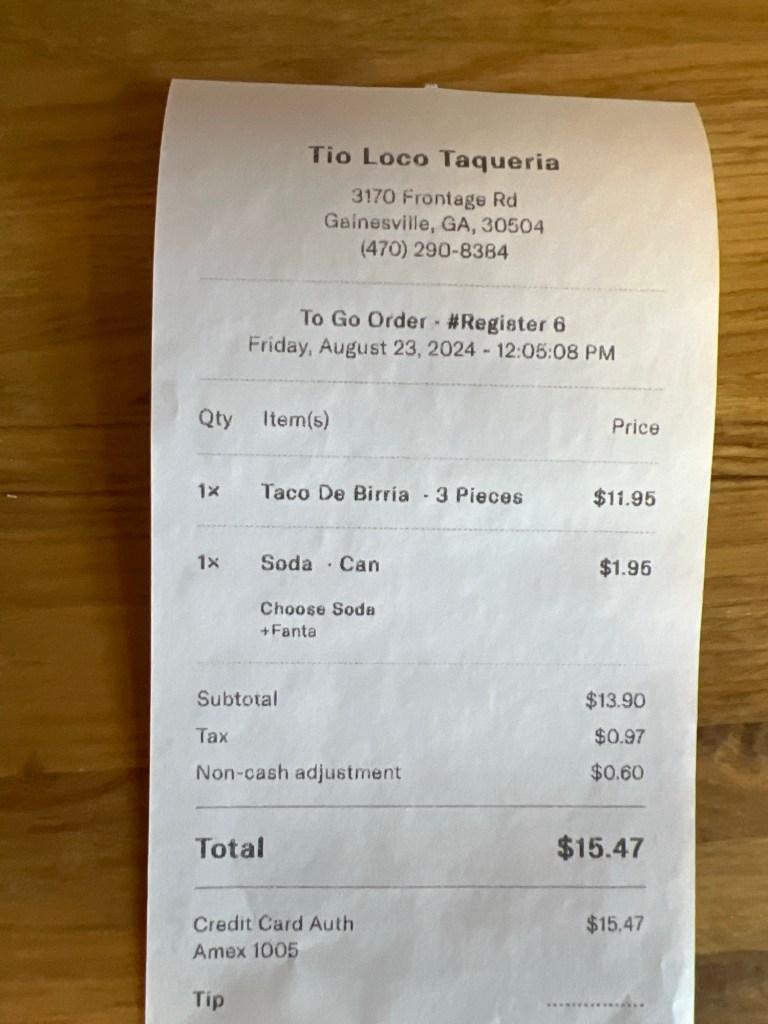 Tio Loco Taqueria
3170 Frontage Rd
Gainesville, GA, 30504
(470) 290-8384
To Go Order - #Register 6
Friday, August 23, 2024 - 12:05:08 PM
Qty Item(s) Price
1× Taco De Birria · 3 Pieces $11.95
1× Soda · Can $1.95
Choose Soda
+Fanta
Subtotal $13.90
Tax $0.97
Non-cash adjustment $0.60
Total $15.47
Credit Card Auth $15.47
Amex 1005
Tip ...............